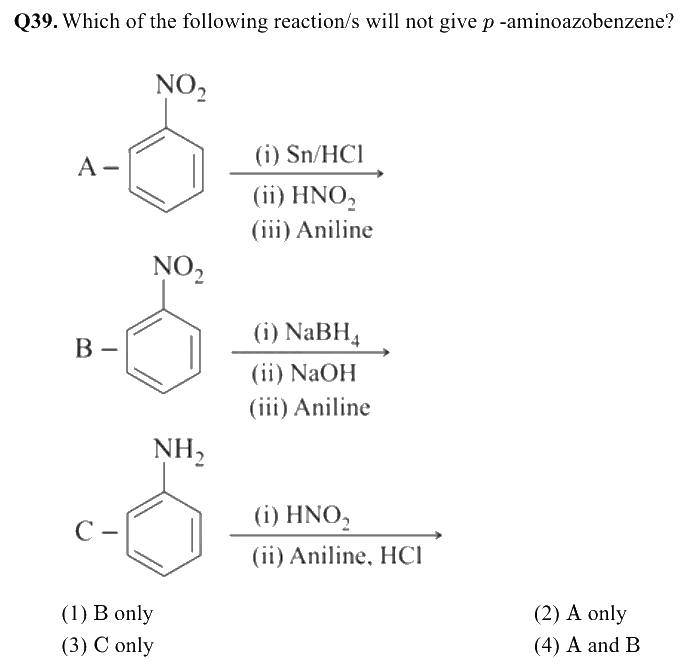 Q39. Which of the following reaction/s will not give p -aminoazobenzene?
NO₂
A –
(i) Sn/HCl
(ii) HNO₂
(iii) Aniline
NO₂
B –
(i) NaBH₄
(ii) NaOH
(iii) Aniline
NH₂
C –
(i) HNO₂
(ii) Aniline, HCl
(1) B only (2) A only
(3) C only (4) A and B